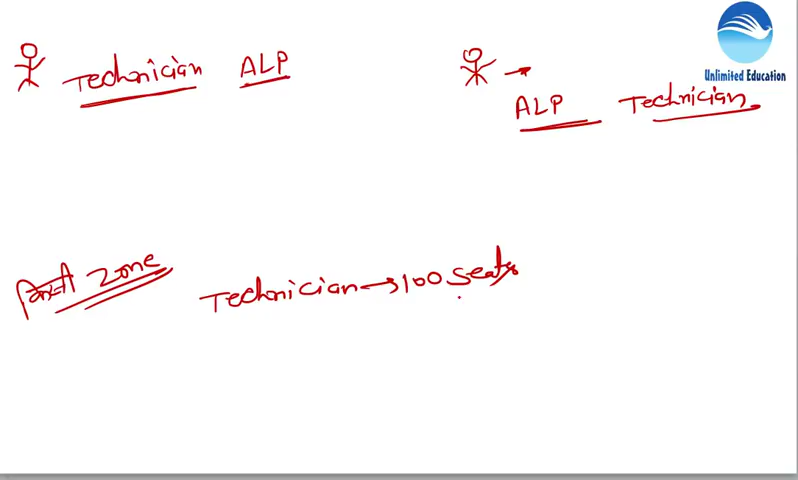 Technician ALP
ALP Technician
Unlimited Education
किसी Zone
Technician → 100 Seats